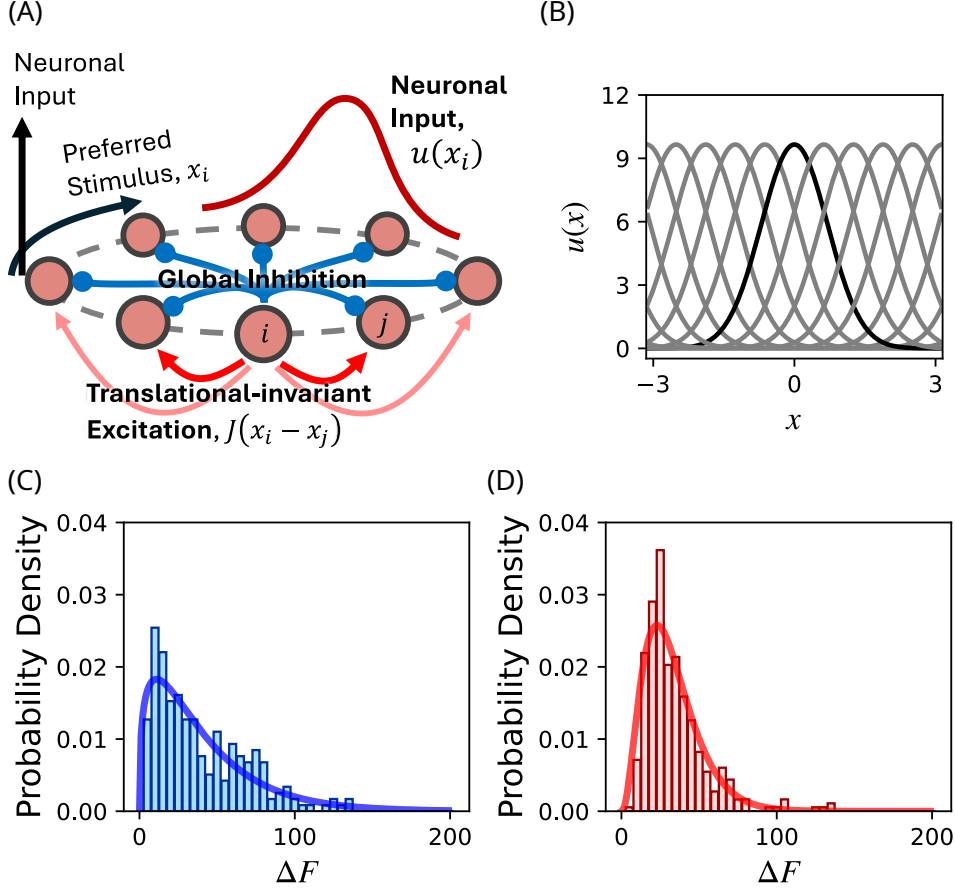 (A)
Neuronal
Input
Preferred
Stimulus, x_i
Neuronal
Input,
u(x_i)
Global Inhibition
i
j
Translational-invariant
Excitation, J(x_i − x_j)
(B)
12
9
6
3
0
u(x)
−3
0
3
x
(C)
Probability Density
0.04
0.03
0.02
0.01
0.00
0
100
200
ΔF
(D)
Probability Density
0.04
0.03
0.02
0.01
0.00
0
100
200
ΔF